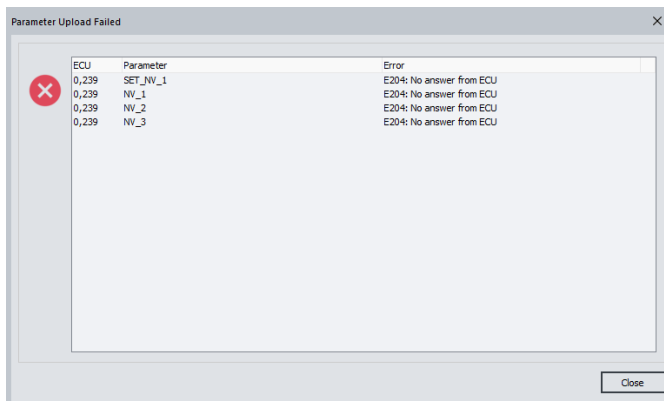 Parameter Upload Failed
ECU Parameter Error
0,239 SET_NV_1 E204: No answer from ECU
0,239 NV_1 E204: No answer from ECU
0,239 NV_2 E204: No answer from ECU
0,239 NV_3 E204: No answer from ECU
Close